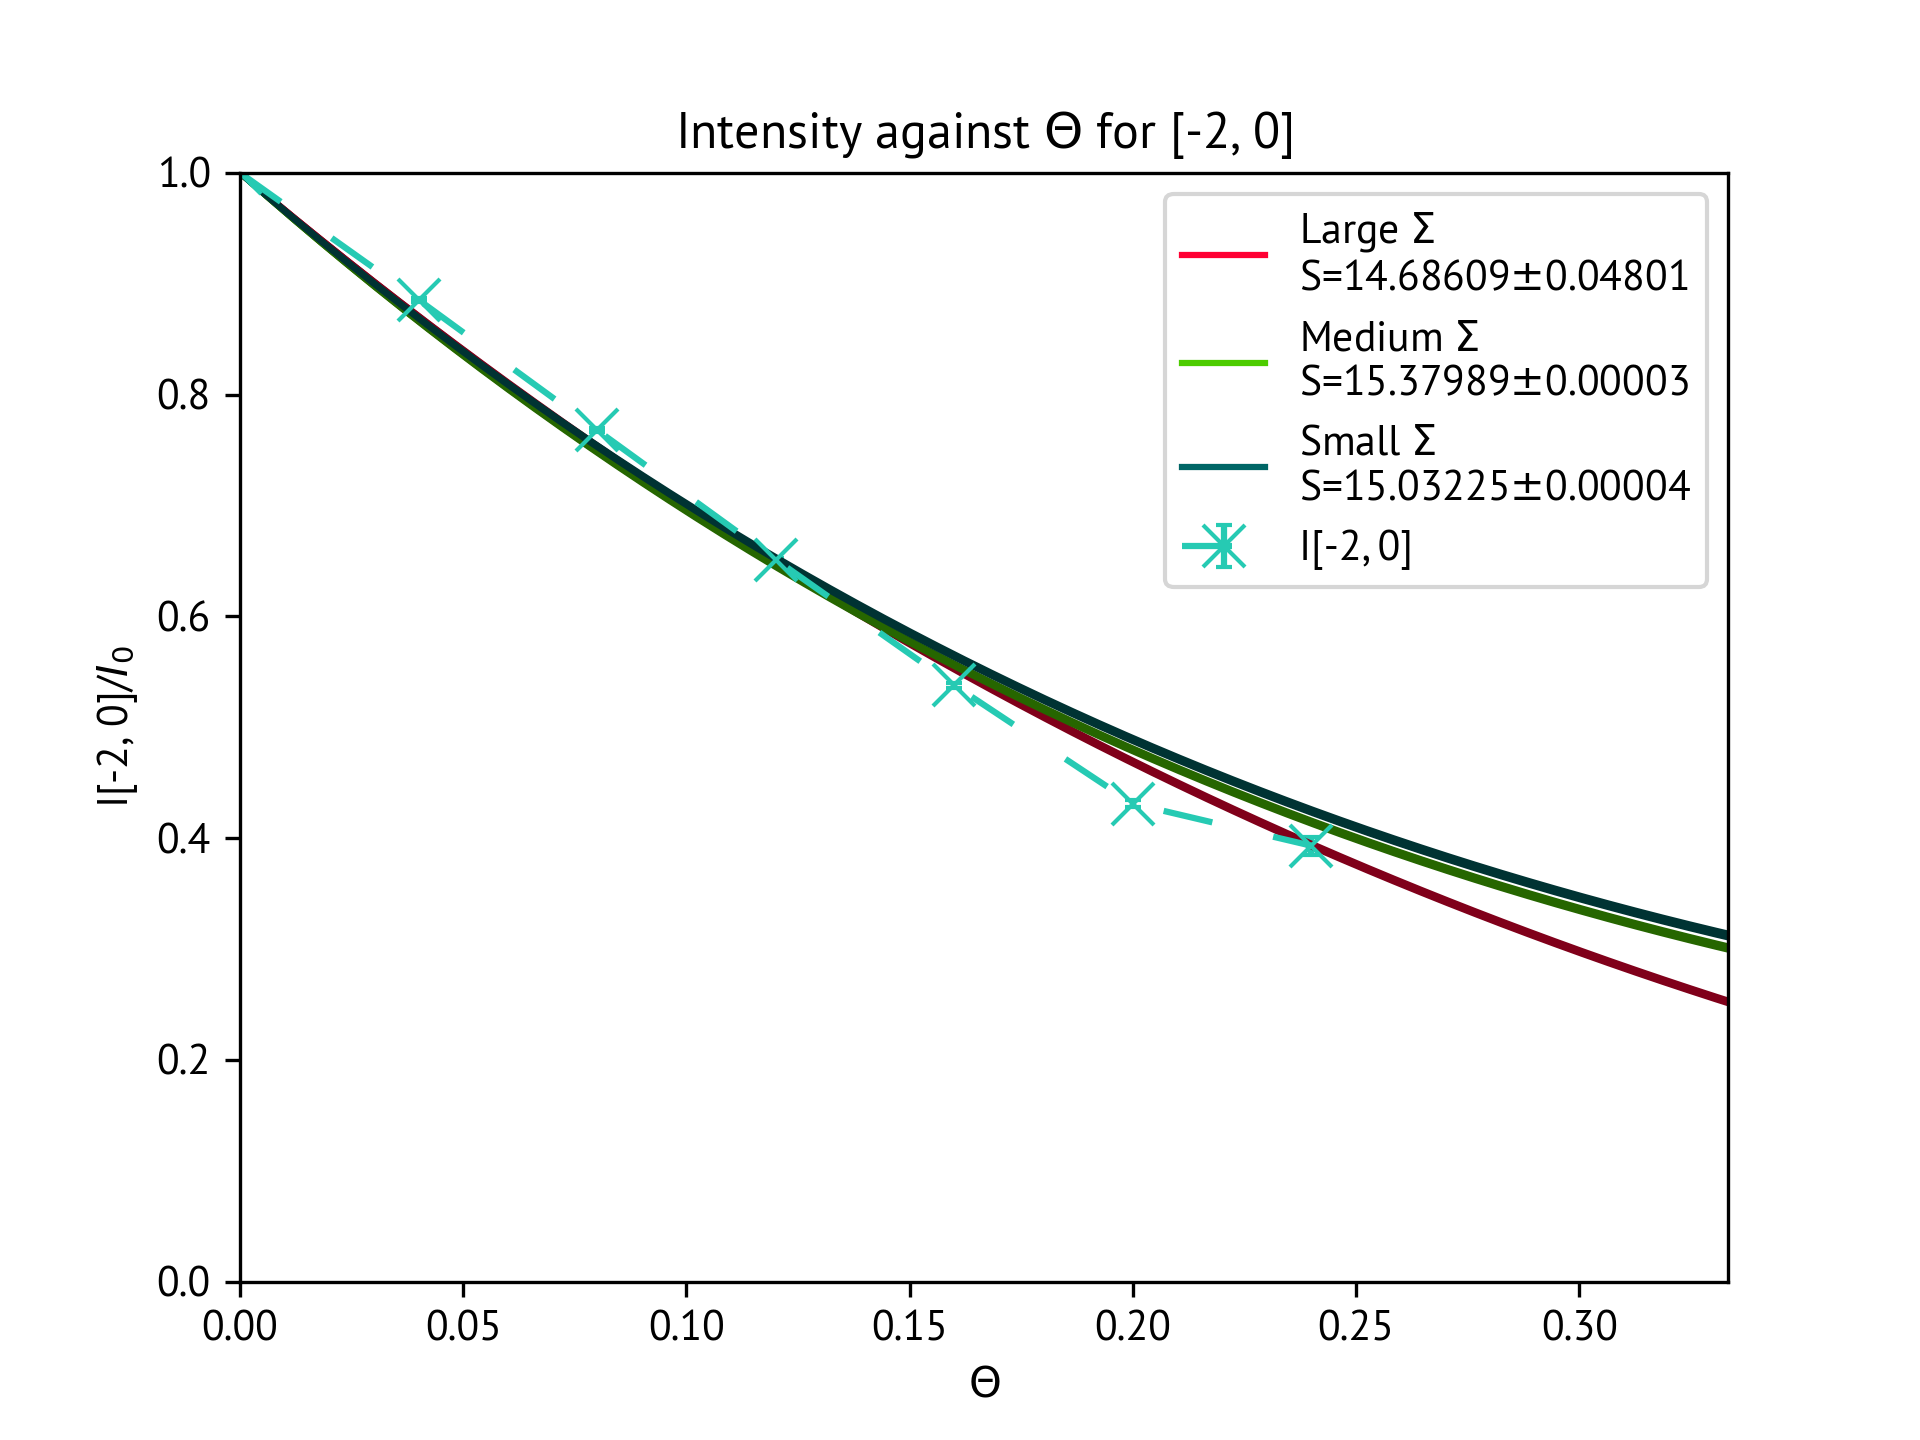 Intensity against Θ for [-2, 0]
1.0
0.8
0.6
0.4
0.2
0.0
I[-2, 0]/I₀
0.00
0.05
0.10
0.15
0.20
0.25
0.30
Θ
Large Σ
S=14.68609±0.04801
Medium Σ
S=15.37989±0.00003
Small Σ
S=15.03225±0.00004
I[-2, 0]